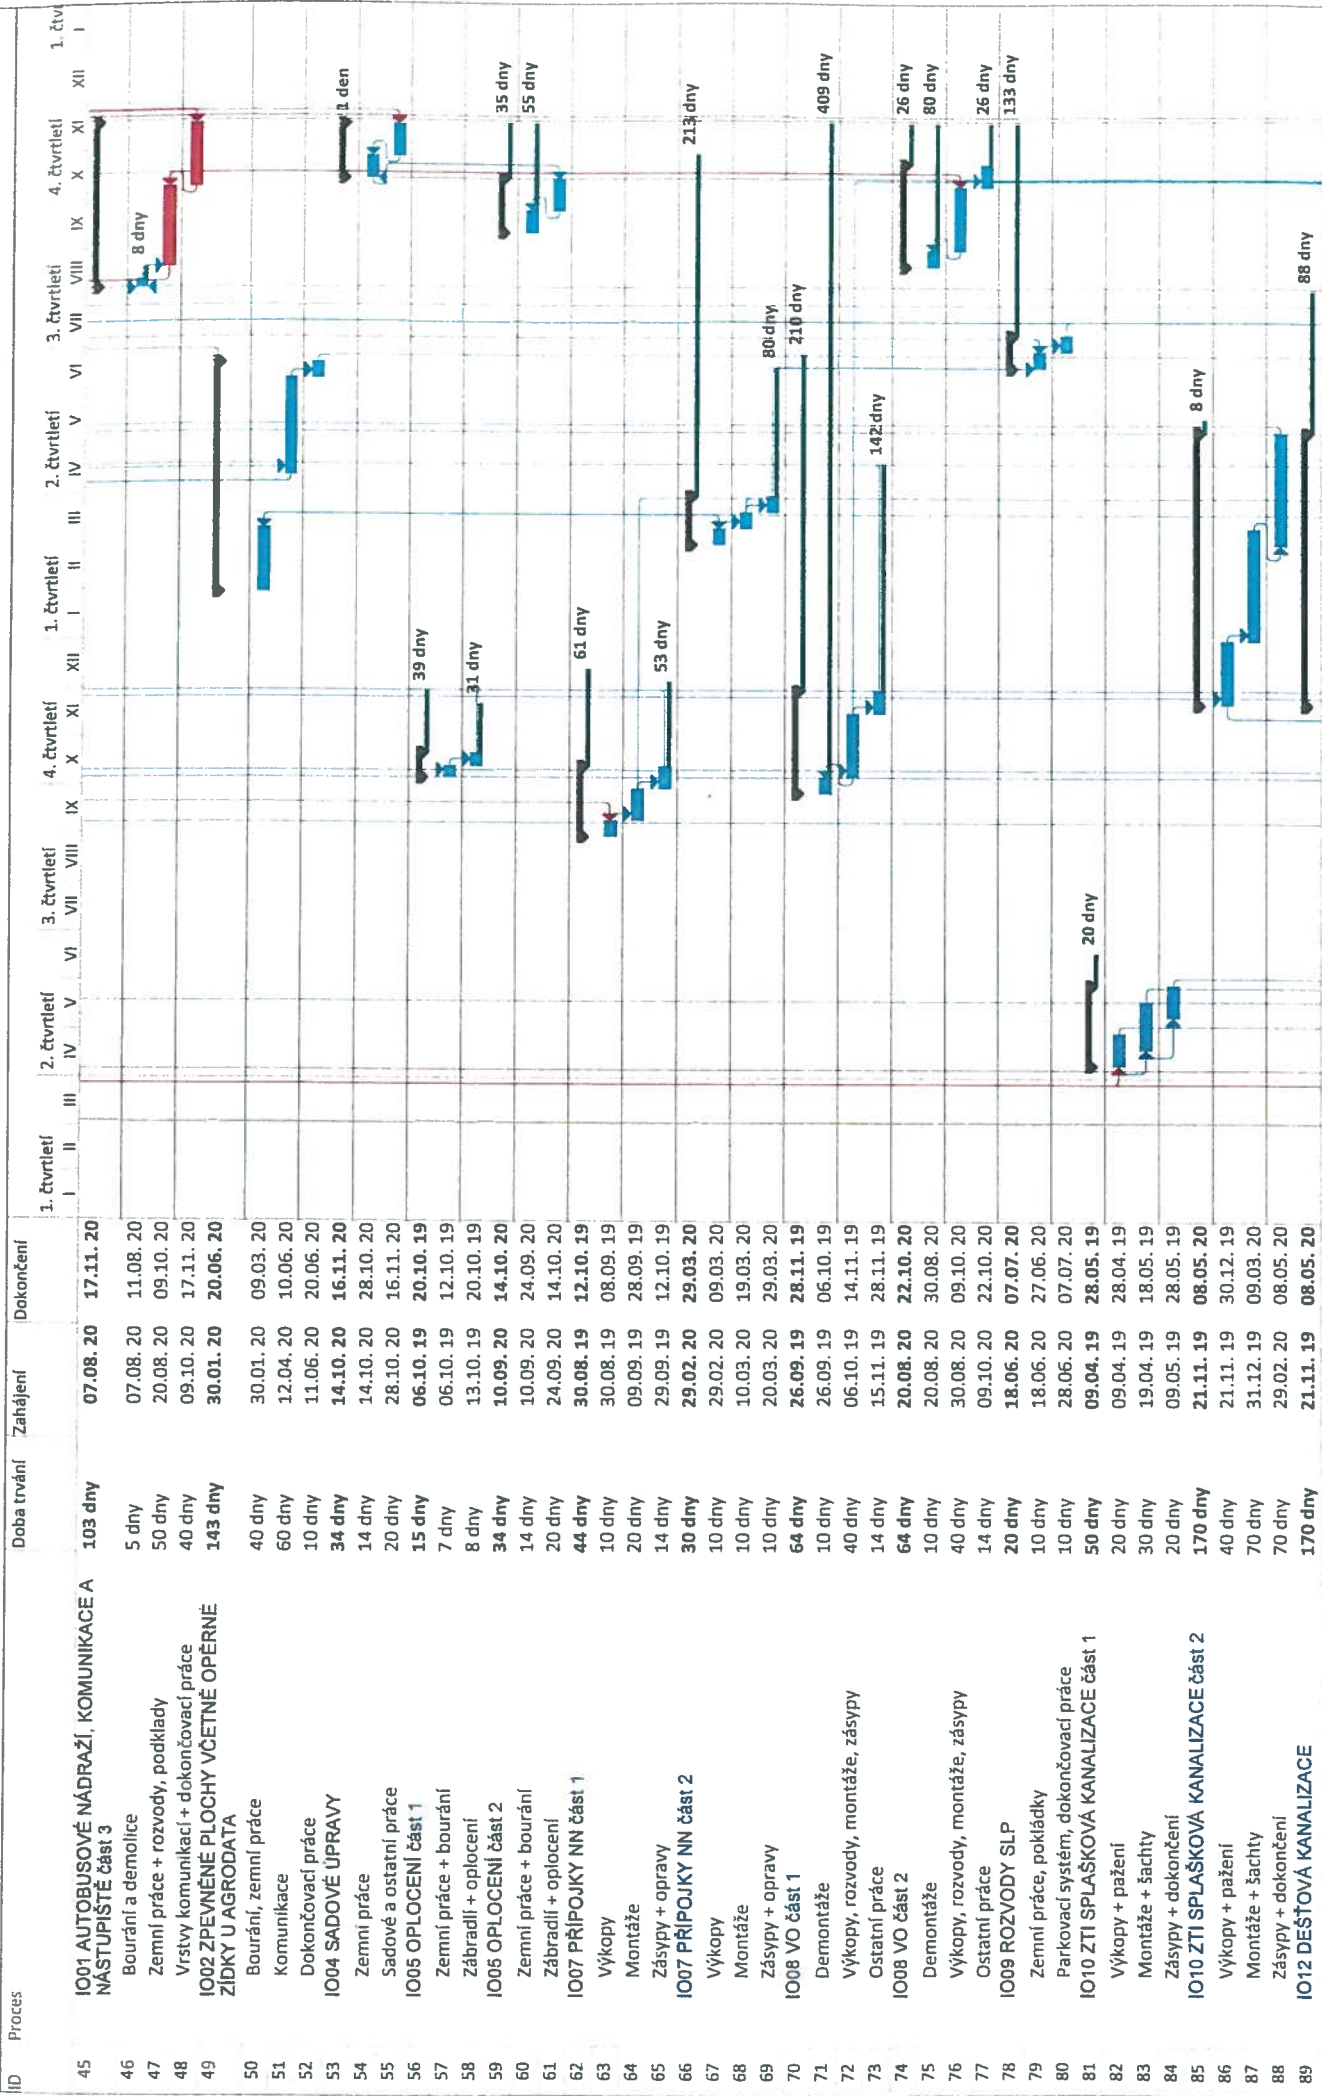 ID Proces Doba trvání Zahájení Dokončení
1. čtvrtletí 2. čtvrtletí 3. čtvrtletí 4. čtvrtletí 1. čtvrtletí 2. čtvrtletí 3. čtvrtletí 4. čtvrtletí 1. čtvr
I II III IV V VI VII VIII IX X XI XII I II III IV V VI VII VIII IX X XI XII I
45 IO01 AUTOBUSOVÉ NÁDRAŽÍ, KOMUNIKACE A 103 dny 07.08. 20 17.11. 20
NÁSTUPIŠTĚ část 3
46 Bourání a demolice 5 dny 07.08. 20 11.08. 20 8 dny
47 Zemní práce + rozvody, podklady 50 dny 20.08. 20 09.10. 20
48 Vrstvy komunikací + dokončovací práce 40 dny 09.10. 20 17.11. 20
49 IO02 ZPEVNĚNÉ PLOCHY VČETNĚ OPĚRNÉ 143 dny 30.01. 20 20.06. 20
ZÍDKY U AGRODATA
50 Bourání, zemní práce 40 dny 30.01. 20 09.03. 20
51 Komunikace 60 dny 12.04. 20 10.06. 20
52 Dokončovací práce 10 dny 11.06. 20 20.06. 20
53 IO04 SADOVÉ ÚPRAVY 34 dny 14.10. 20 16.11. 20 1 den
54 Zemní práce 14 dny 14.10. 20 28.10. 20
55 Sadové a ostatní práce 20 dny 28.10. 20 16.11. 20
56 IO05 OPLOCENÍ část 1 15 dny 06.10. 19 20.10. 19 39 dny
57 Zemní práce + bourání 7 dny 06.10. 19 12.10. 19
58 Zábradlí + oplocení 8 dny 13.10. 19 20.10. 19 31 dny
59 IO05 OPLOCENÍ část 2 34 dny 10.09. 20 14.10. 20 35 dny
60 Zemní práce + bourání 14 dny 10.09. 20 24.09. 20 55 dny
61 Zábradlí + oplocení 20 dny 24.09. 20 14.10. 20
62 IO07 PŘÍPOJKY NN část 1 44 dny 30.08. 19 12.10. 19 61 dny
63 Výkopy 10 dny 30.08. 19 08.09. 19
64 Montáže 20 dny 09.09. 19 28.09. 19
65 Zásypy + opravy 14 dny 29.09. 19 12.10. 19 53 dny
66 IO07 PŘÍPOJKY NN část 2 30 dny 29.02. 20 29.03. 20 213 dny
67 Výkopy 10 dny 29.02. 20 09.03. 20
68 Montáže 10 dny 10.03. 20 19.03. 20
69 Zásypy + opravy 10 dny 20.03. 20 29.03. 20 80 dny
70 IO08 VO část 1 64 dny 26.09. 19 28.11. 19 210 dny
71 Demontáže 10 dny 26.09. 19 06.10. 19 409 dny
72 Výkopy, rozvody, montáže, zásypy 40 dny 06.10. 19 14.11. 19
73 Ostatní práce 14 dny 15.11. 19 28.11. 19 142 dny
74 IO08 VO část 2 64 dny 20.08. 20 22.10. 20 26 dny
75 Demontáže 10 dny 20.08. 20 30.08. 20 80 dny
76 Výkopy, rozvody, montáže, zásypy 40 dny 30.08. 20 09.10. 20
77 Ostatní práce 14 dny 09.10. 20 22.10. 20 26 dny
78 IO09 ROZVODY SLP 20 dny 18.06. 20 07.07. 20 133 dny
79 Zemní práce, pokládky 10 dny 18.06. 20 27.06. 20
80 Parkovací systém, dokončovací práce 10 dny 28.06. 20 07.07. 20
81 IO10 ZTI SPLAŠKOVÁ KANALIZACE část 1 50 dny 09.04. 19 28.05. 19 20 dny
82 Výkopy + pažení 20 dny 09.04. 19 28.04. 19
83 Montáže + šachty 30 dny 19.04. 19 18.05. 19
84 Zásypy + dokončení 20 dny 09.05. 19 28.05. 19
85 IO10 ZTI SPLAŠKOVÁ KANALIZACE část 2 170 dny 21.11. 19 08.05. 20 8 dny
86 Výkopy + pažení 40 dny 21.11. 19 30.12. 19
87 Montáže + šachty 70 dny 31.12. 19 09.03. 20
88 Zásypy + dokončení 70 dny 29.02. 20 08.05. 20
89 IO12 DEŠŤOVÁ KANALIZACE 170 dny 21.11. 19 08.05. 20 88 dny